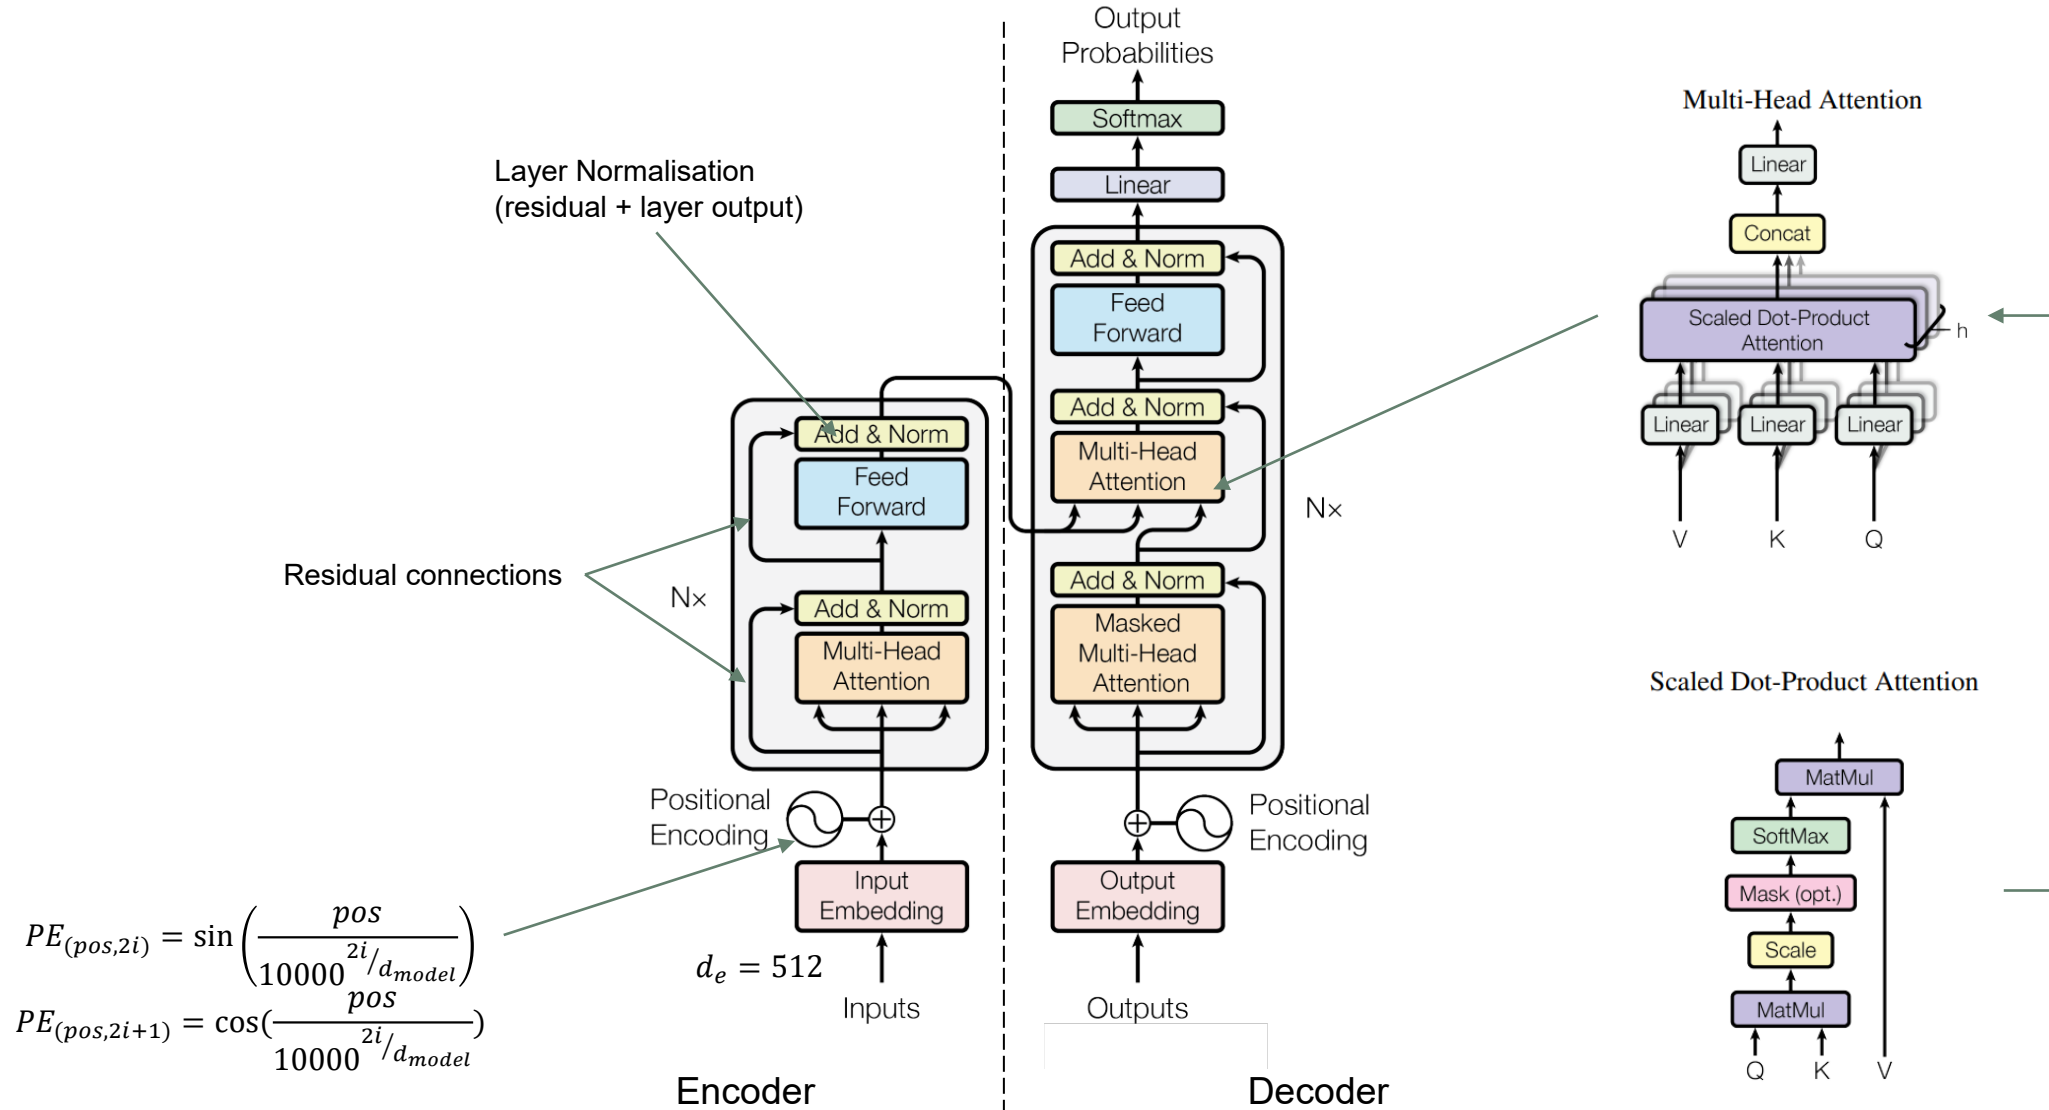 Output
Probabilities
Softmax
Linear
Add & Norm
Feed
Forward
Add & Norm
Multi-Head
Attention
Nx
Add & Norm
Masked
Multi-Head
Attention
Positional
Encoding
Output
Embedding
Outputs
Decoder
Layer Normalisation
(residual + layer output)
Add & Norm
Feed
Forward
Residual connections
Nx
Add & Norm
Multi-Head
Attention
Positional
Encoding
Input
Embedding
d_e = 512
Inputs
Encoder
PE_(pos,2i) = sin(pos / 10000^(2i/d_model))
PE_(pos,2i+1) = cos(pos / 10000^(2i/d_model))
Multi-Head Attention
Linear
Concat
Scaled Dot-Product
Attention
h
Linear Linear Linear
V K Q
Scaled Dot-Product Attention
MatMul
SoftMax
Mask (opt.)
Scale
MatMul
Q K V